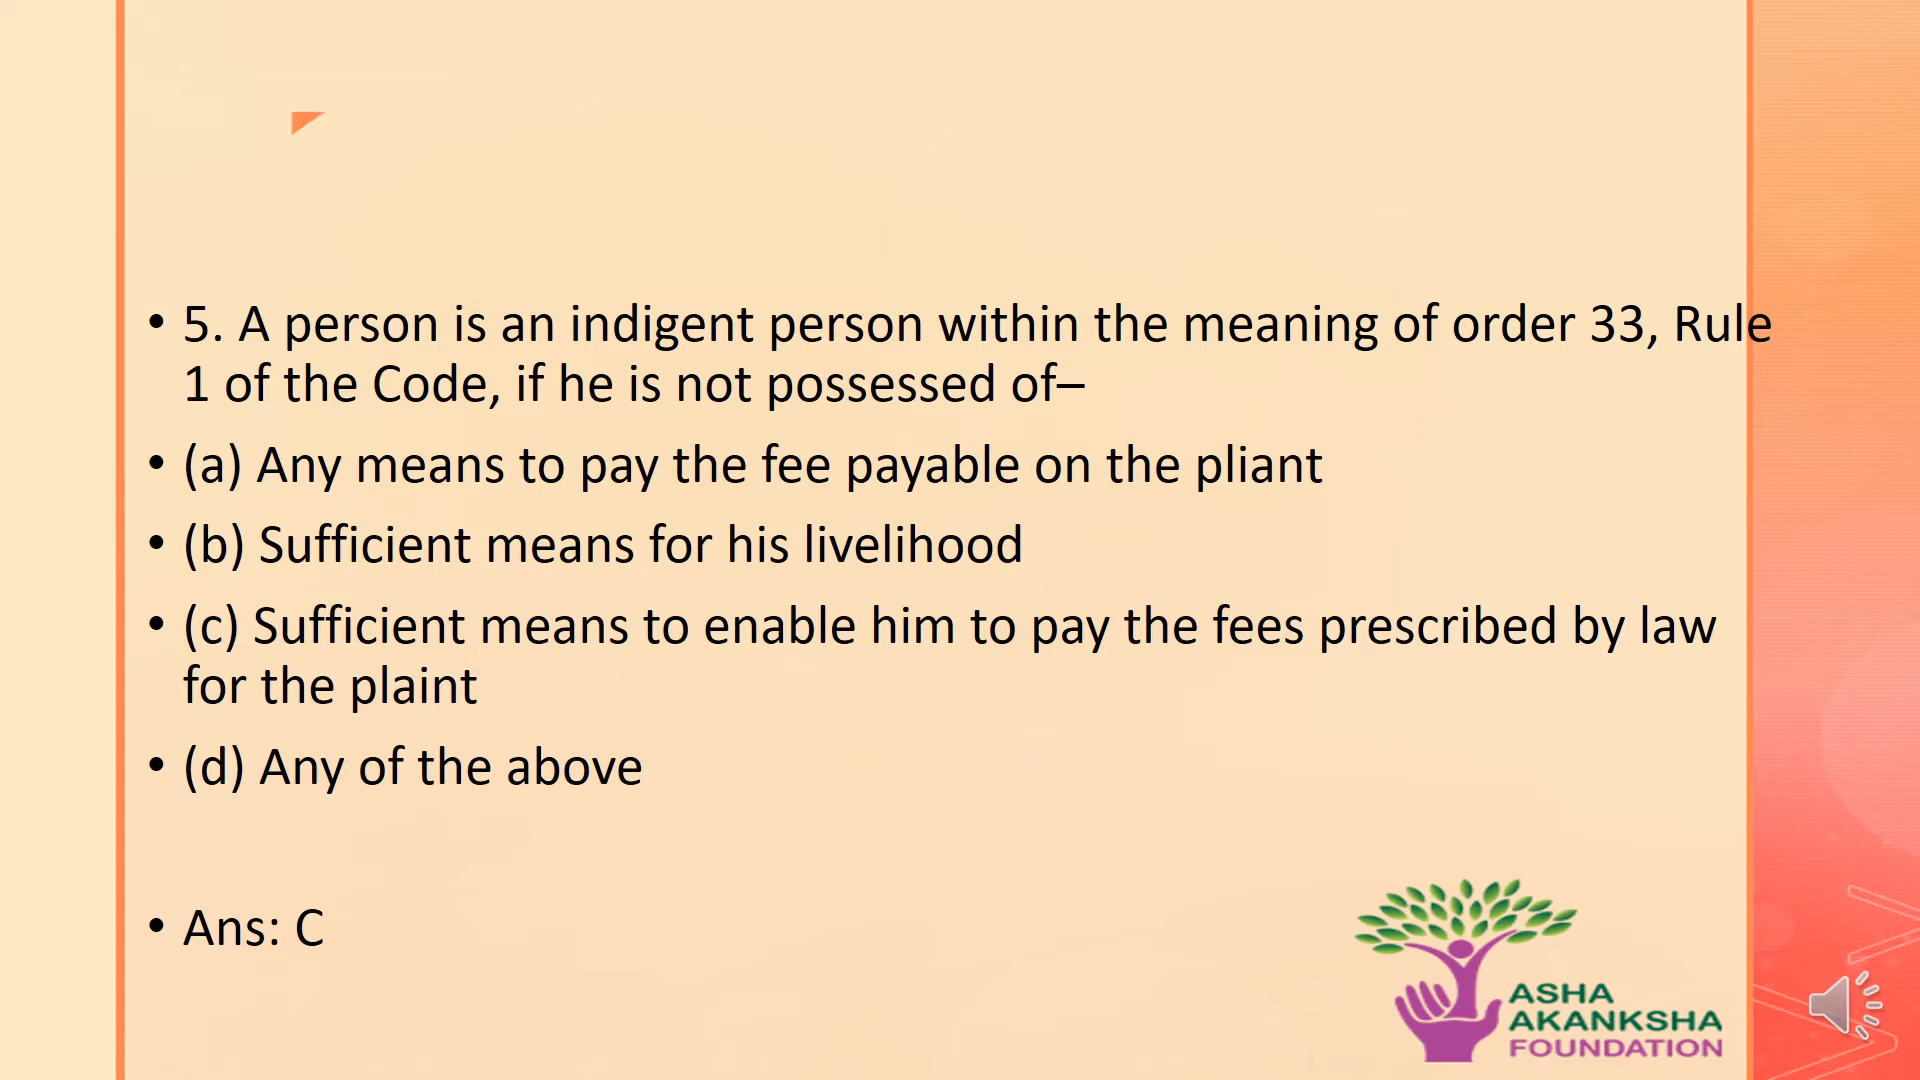 • 5. A person is an indigent person within the meaning of order 33, Rule
1 of the Code, if he is not possessed of–
• (a) Any means to pay the fee payable on the pliant
• (b) Sufficient means for his livelihood
• (c) Sufficient means to enable him to pay the fees prescribed by law
for the plaint
• (d) Any of the above
• Ans: C
ASHA
AKANKSHA
FOUNDATION